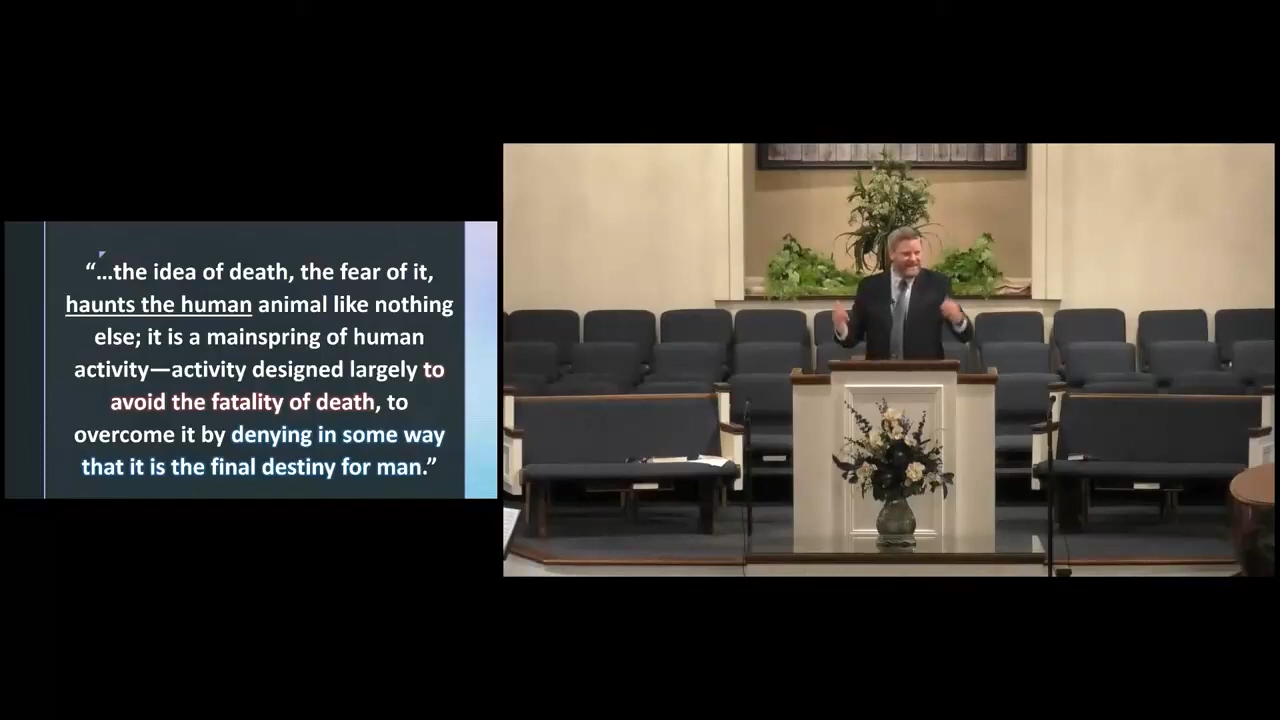 “…the idea of death, the fear of it,
haunts the human animal like nothing
else; it is a mainspring of human
activity—activity designed largely to
avoid the fatality of death, to
overcome it by denying in some way
that it is the final destiny for man.”